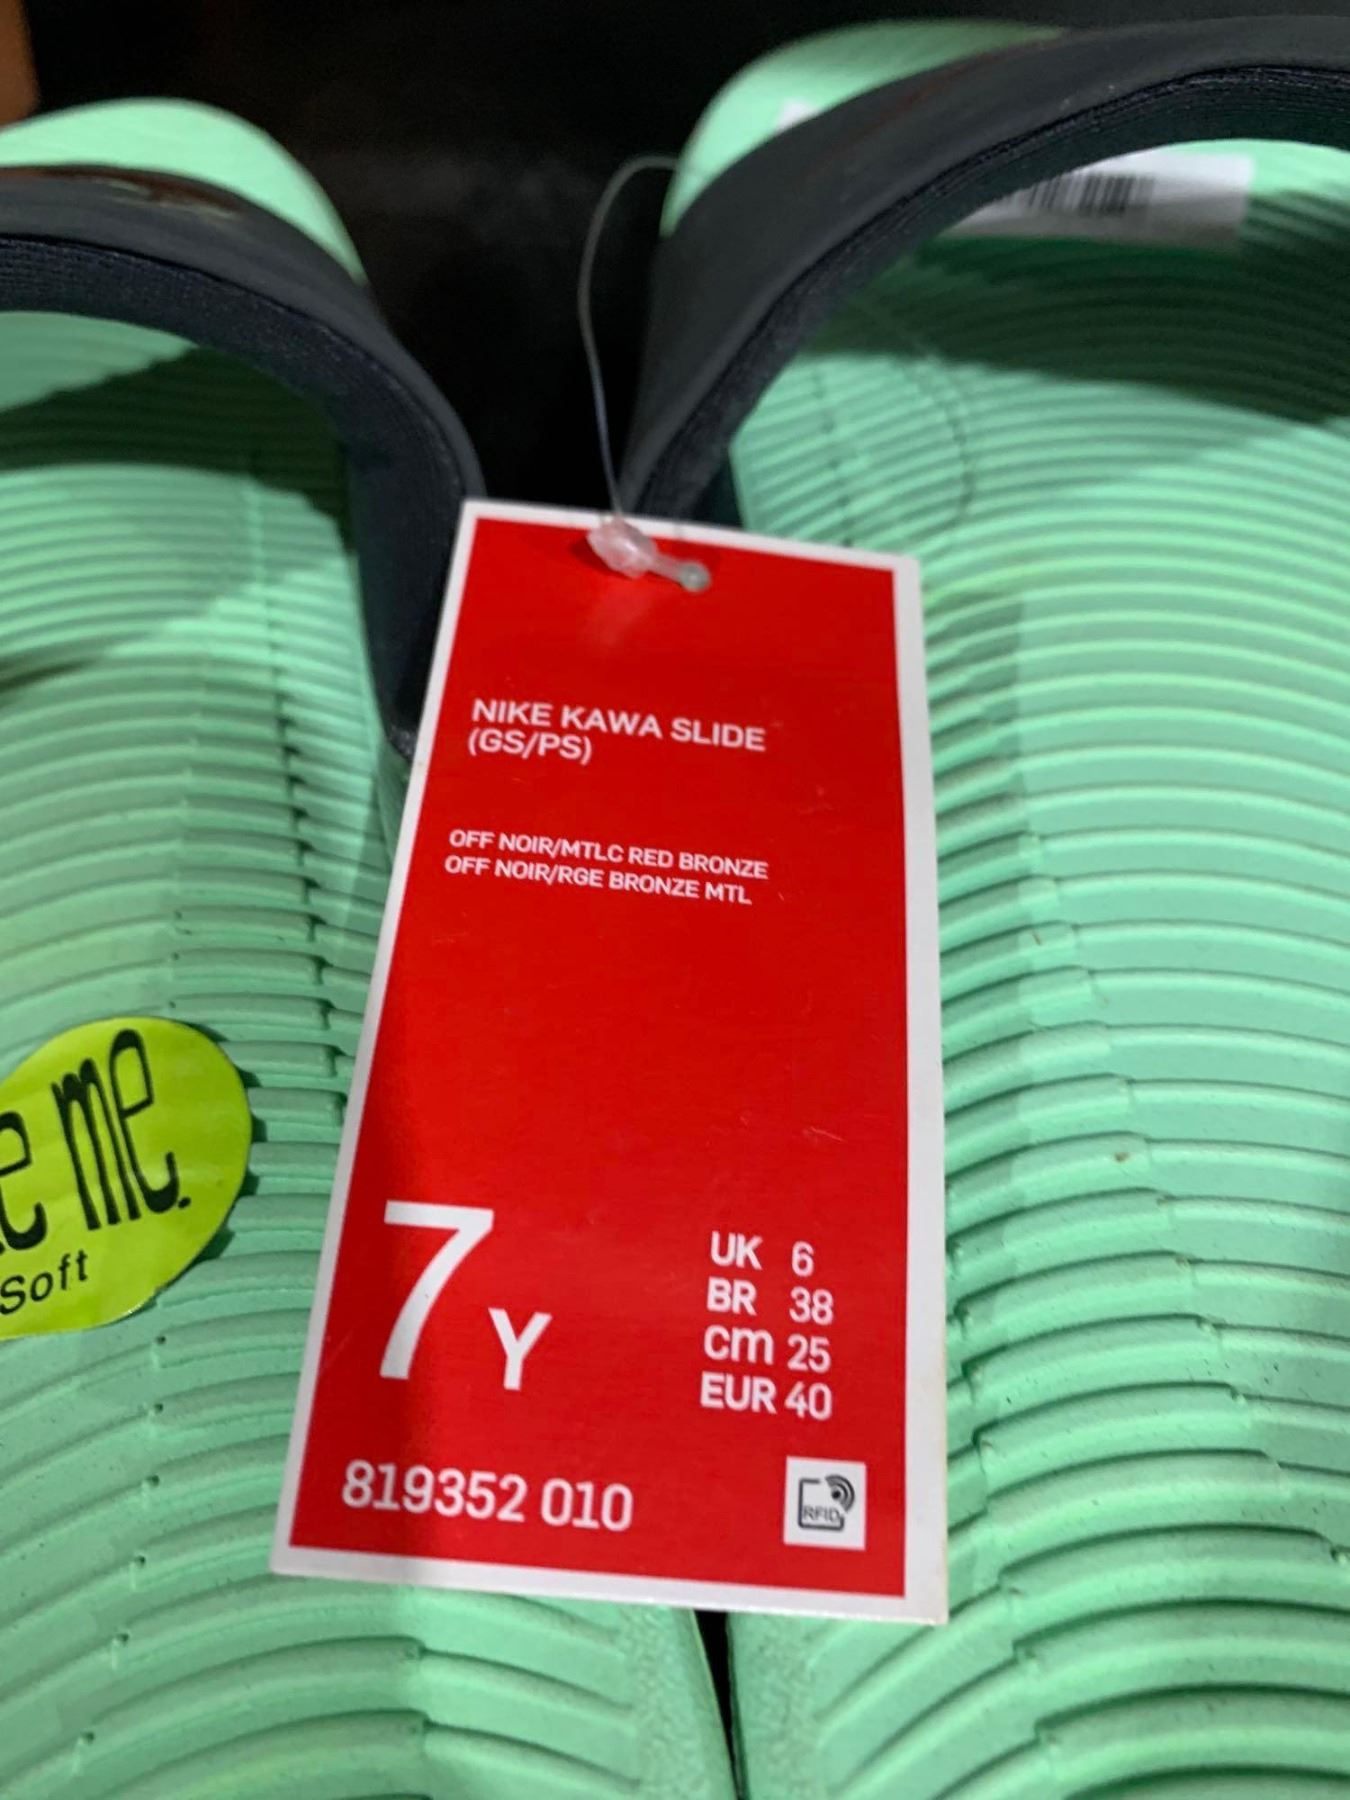 NIKE KAWA SLIDE
(GS/PS)
OFF NOIR/MTLC RED BRONZE
OFF NOIR/RGE BRONZE MTL
me.
Soft
7 Y
UK 6
BR 38
cm 25
EUR 40
819352 010
RFID